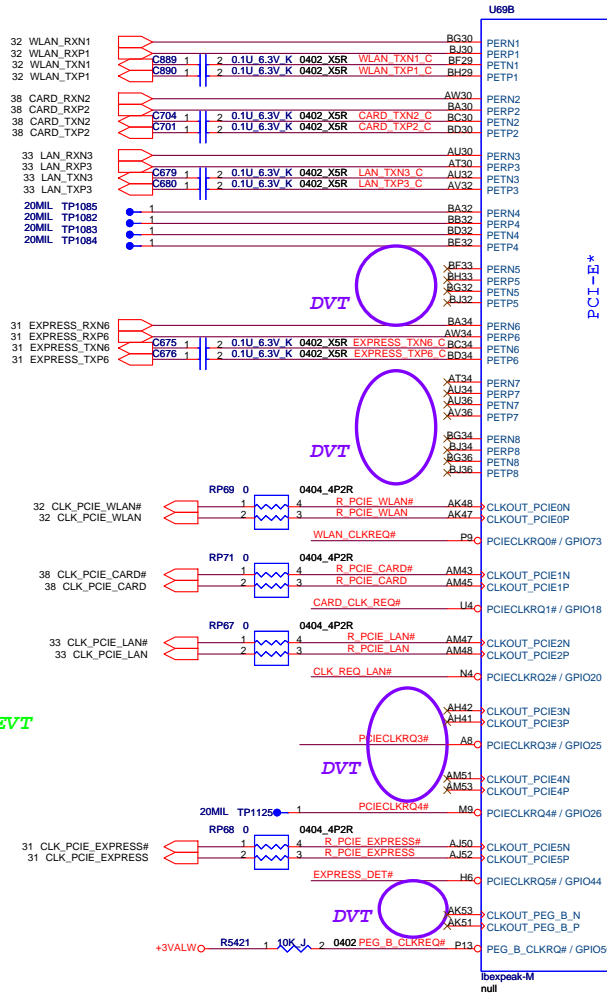 U69B
32 WLAN_RXN1 BG30 PERN1
32 WLAN_RXP1 BJ30 PERP1
32 WLAN_TXN1 C889 1 2 0.1U_6.3V_K 0402_X5R WLAN_TXN1_C BF29 PETN1
32 WLAN_TXP1 C890 1 2 0.1U_6.3V_K 0402_X5R WLAN_TXP1_C BH29 PETP1
38 CARD_RXN2 AW30 PERN2
38 CARD_RXP2 BA30 PERP2
38 CARD_TXN2 C704 1 2 0.1U_6.3V_K 0402_X5R CARD_TXN2_C BC30 PETN2
38 CARD_TXP2 C701 1 2 0.1U_6.3V_K 0402_X5R CARD_TXP2_C BD30 PETP2
33 LAN_RXN3 AU30 PERN3
33 LAN_RXP3 AT30 PERP3
33 LAN_TXN3 C679 1 2 0.1U_6.3V_K 0402_X5R LAN_TXN3_C AU32 PETN3
33 LAN_TXP3 C680 1 2 0.1U_6.3V_K 0402_X5R LAN_TXP3_C AV32 PETP3
20MIL TP1085 1 BA32 PERN4
20MIL TP1082 1 BB32 PERP4
20MIL TP1083 1 BD32 PETN4
20MIL TP1084 1 BE32 PETP4
PCI-E*
BF33 PERN5
BH33 PERP5
BG32 PETN5
DVT BJ32 PETP5
31 EXPRESS_RXN6 BA34 PERN6
31 EXPRESS_RXP6 AW34 PERP6
31 EXPRESS_TXN6 C675 1 2 0.1U_6.3V_K 0402_X5R EXPRESS_TXN6_C BC34 PETN6
31 EXPRESS_TXP6 C676 1 2 0.1U_6.3V_K 0402_X5R EXPRESS_TXP6_C BD34 PETP6
AT34 PERN7
AU34 PERP7
AU36 PETN7
AV36 PETP7
DVT
BG34 PERN8
BJ34 PERP8
BG36 PETN8
BJ36 PETP8
RP69 0 0404_4P2R
32 CLK_PCIE_WLAN# 1 4 R_PCIE_WLAN# AK48 CLKOUT_PCIE0N
32 CLK_PCIE_WLAN 2 3 R_PCIE_WLAN AK47 CLKOUT_PCIE0P
WLAN_CLKREQ# P9 PCIECLKRQ0# / GPIO73
RP71 0 0404_4P2R
38 CLK_PCIE_CARD# 1 4 R_PCIE_CARD# AM43 CLKOUT_PCIE1N
38 CLK_PCIE_CARD 2 3 R_PCIE_CARD AM45 CLKOUT_PCIE1P
CARD_CLK_REQ# U4 PCIECLKRQ1# / GPIO18
RP67 0 0404_4P2R
33 CLK_PCIE_LAN# 1 4 R_PCIE_LAN# AM47 CLKOUT_PCIE2N
33 CLK_PCIE_LAN 2 3 R_PCIE_LAN AM48 CLKOUT_PCIE2P
CLK_REQ_LAN# N4 PCIECLKRQ2# / GPIO20
AH42 CLKOUT_PCIE3N
EVT AH41 CLKOUT_PCIE3P
PCIECLKRQ3# A8 PCIECLKRQ3# / GPIO25
DVT
AM51 CLKOUT_PCIE4N
AM53 CLKOUT_PCIE4P
20MIL TP1125 1 PCIECLKRQ4# M9 PCIECLKRQ4# / GPIO26
RP68 0 0404_4P2R
31 CLK_PCIE_EXPRESS# 1 4 R_PCIE_EXPRESS# AJ50 CLKOUT_PCIE5N
31 CLK_PCIE_EXPRESS 2 3 R_PCIE_EXPRESS AJ52 CLKOUT_PCIE5P
EXPRESS_DET# H6 PCIECLKRQ5# / GPIO44
AK53 CLKOUT_PEG_B_N
DVT AK51 CLKOUT_PEG_B_P
+3VALW R5421 1 10K_J 2 0402 PEG_B_CLKREQ# P13 PEG_B_CLKRQ# / GPIO5
Ibexpeak-M
null